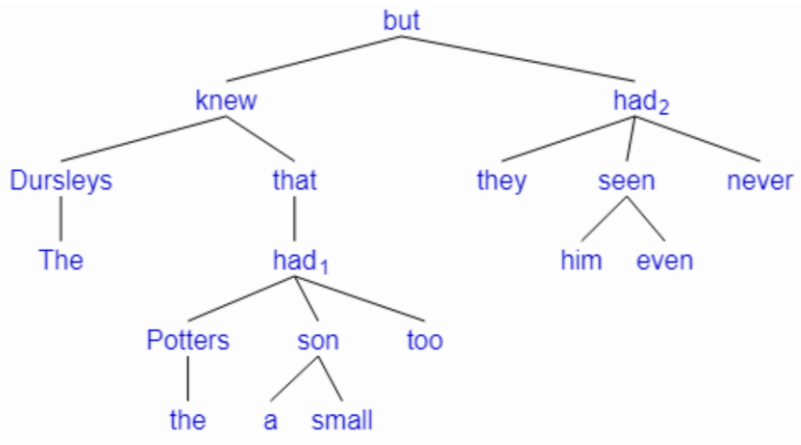 but
knew had₂
Dursleys that they seen never
The had₁ him even
Potters son too
the a small